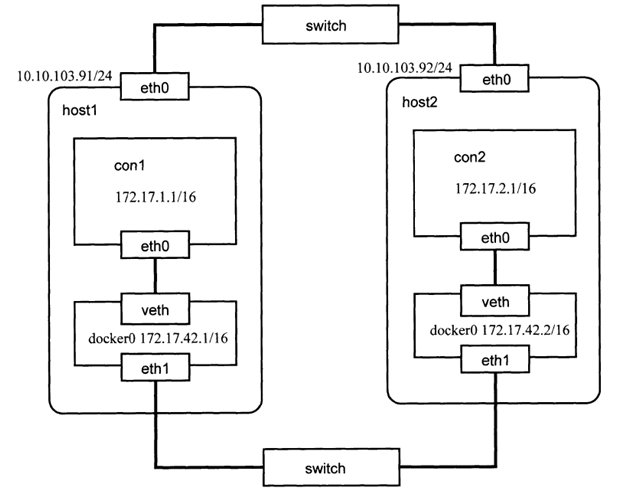 switch
10.10.103.91/24
eth0
10.10.103.92/24
eth0
host1
host2
con1
172.17.1.1/16
con2
172.17.2.1/16
eth0
eth0
veth
veth
docker0 172.17.42.1/16
docker0 172.17.42.2/16
eth1
eth1
switch